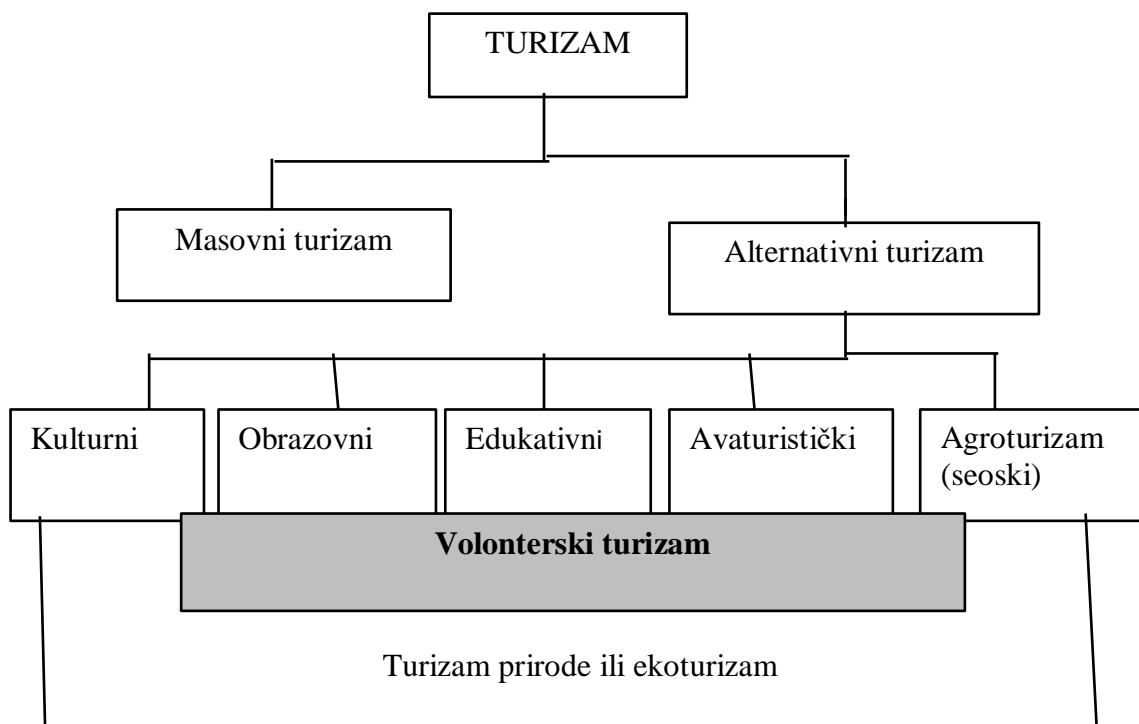 TURIZAM
Masovni turizam
Alternativni turizam
Kulturni
Obrazovni
Edukativni
Avaturistički
Agroturizam
(seoski)
Volonterski turizam
Turizam prirode ili ekoturizam